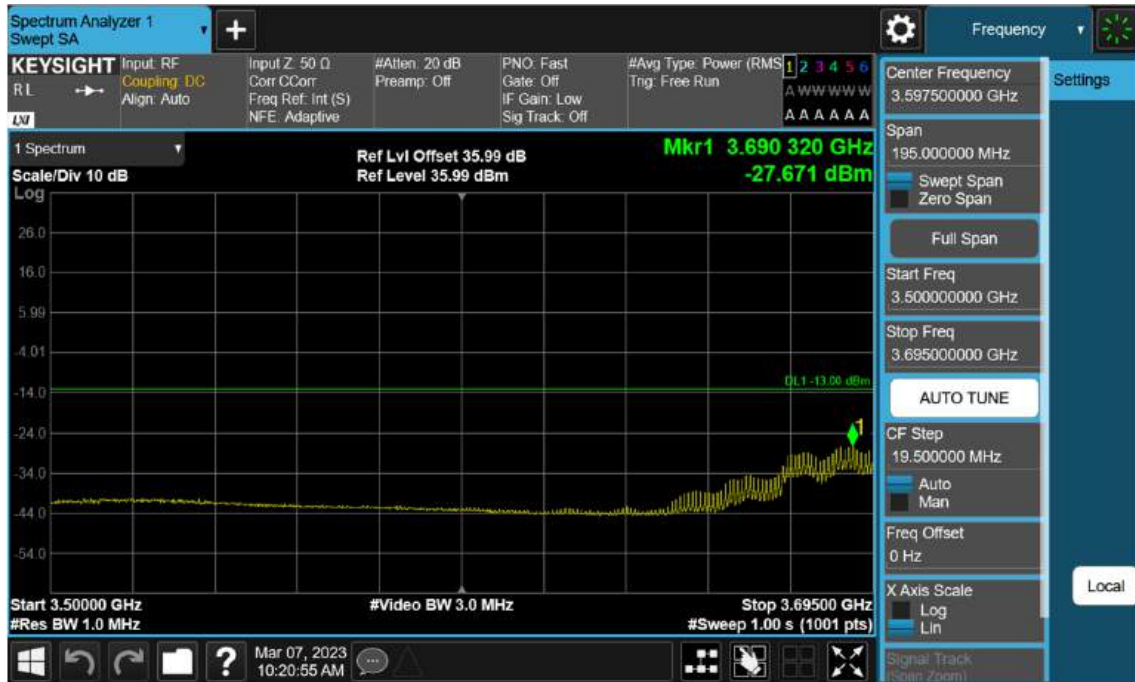 Spectrum Analyzer 1
Swept SA
Frequency
KEYSIGHT
RL
LXI
Input: RF
Coupling: DC
Align: Auto
Input Z: 50 Ω
Corr CCorr
Freq Ref: Int (S)
NFE: Adaptive
#Atten: 20 dB
Preamp: Off
PNO: Fast
Gate: Off
IF Gain: Low
Sig Track: Off
#Avg Type: Power (RMS
Trig: Free Run
1 2 3 4 5 6
A W W W W W
A A A A A A
1 Spectrum
Scale/Div 10 dB
Log
Ref Lvl Offset 35.99 dB
Ref Level 35.99 dBm
Mkr1 3.690 320 GHz
-27.671 dBm
26.0
16.0
5.99
-4.01
DL1 -13.00 dBm
-14.0
1
-24.0
-34.0
-44.0
-54.0
Start 3.50000 GHz
#Video BW 3.0 MHz
Stop 3.69500 GHz
#Res BW 1.0 MHz
#Sweep 1.00 s (1001 pts)
?
Mar 07, 2023
10:20:55 AM
Center Frequency
3.597500000 GHz
Span
195.000000 MHz
Swept Span
Zero Span
Full Span
Start Freq
3.500000000 GHz
Stop Freq
3.695000000 GHz
AUTO TUNE
CF Step
19.500000 MHz
Auto
Man
Freq Offset
0 Hz
X Axis Scale
Log
Lin
Signal Track
(Span Zoom)
Settings
Local